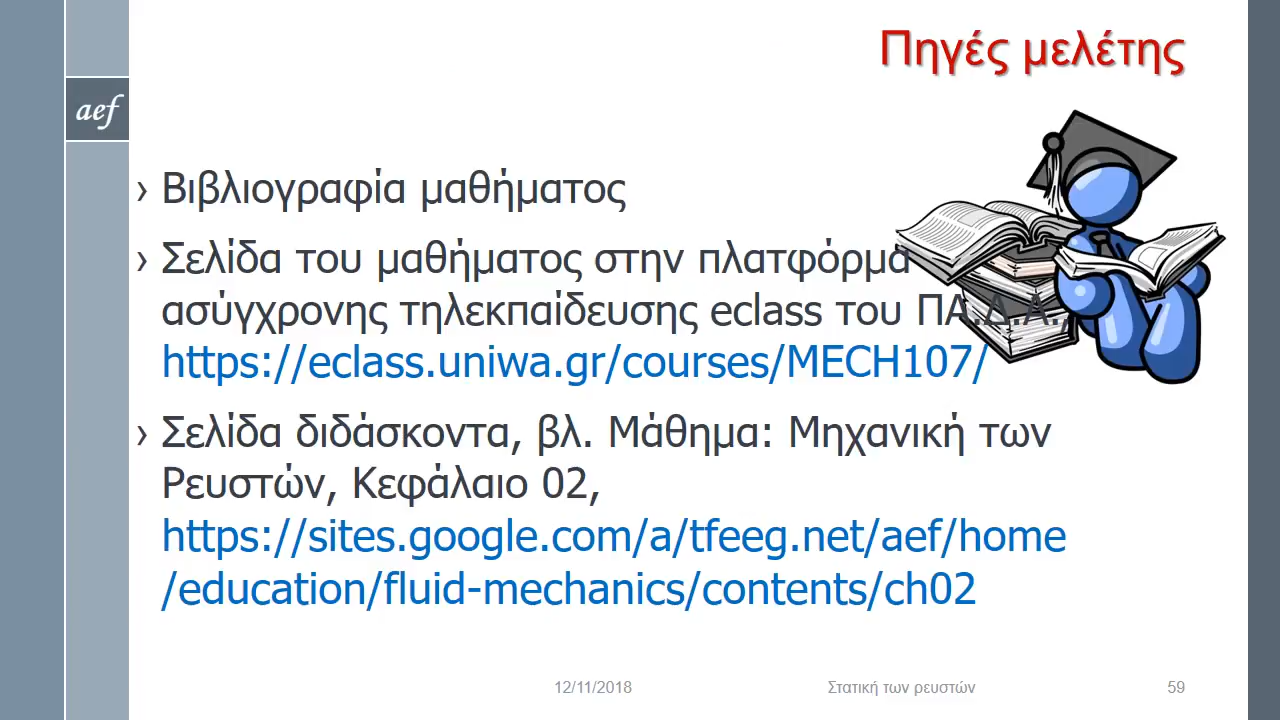 Πηγές μελέτης
aef
› Βιβλιογραφία μαθήματος
› Σελίδα του μαθήματος στην πλατφόρμα
ασύγχρονης τηλεκπαίδευσης eclass του ΠΑ.Δ.Α.,
https://eclass.uniwa.gr/courses/MECH107/
› Σελίδα διδάσκοντα, βλ. Μάθημα: Μηχανική των
Ρευστών, Κεφάλαιο 02,
https://sites.google.com/a/tfeeg.net/aef/home
/education/fluid-mechanics/contents/ch02
12/11/2018 Στατική των ρευστών 59